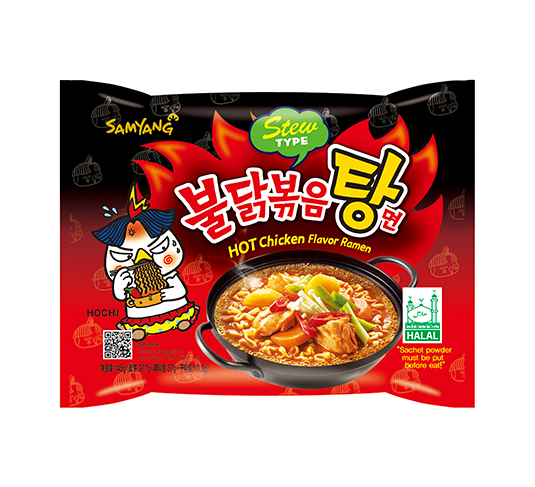 SAMYANG
Stew
TYPE
불닭볶음탕면
HOT Chicken Flavor Ramen
HOCHI
HALAL
"Sachet powder
must be put
before eat!"